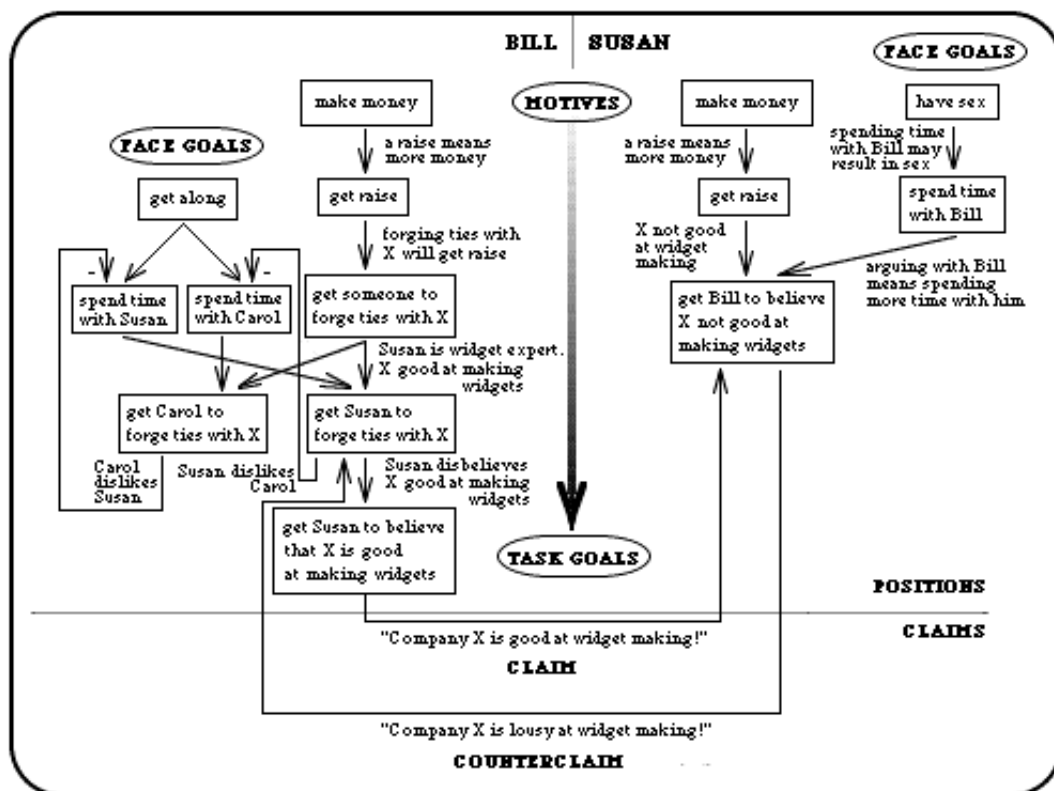 BILL
SUSAN
FACE GOALS
make money
MOTIVES
make money
have sex
FACE GOALS
a raise means
more money
a raise means
more money
spending time
with Bill may
result in sex
get along
get raise
get raise
spend time
with Bill
forging ties with
X will get raise
X not good
at widget
making
-
-
spend time
with Susan
spend time
with Carol
get someone to
forge ties with X
get Bill to believe
X not good at
making widgets
arguing with Bill
means spending
more time with him
Susan is widget expert.
X good at making
widgets
get Carol to
forge ties with X
get Susan to
forge ties with X
Carol
dislikes
Susan
Susan dislikes
Carol
Susan disbelieves
X good at making
widgets
get Susan to believe
that X is good
at making widgets
TASK GOALS
POSITIONS
CLAIMS
"Company X is good at widget making!"
CLAIM
"Company X is lousy at widget making!"
COUNTERCLAIM